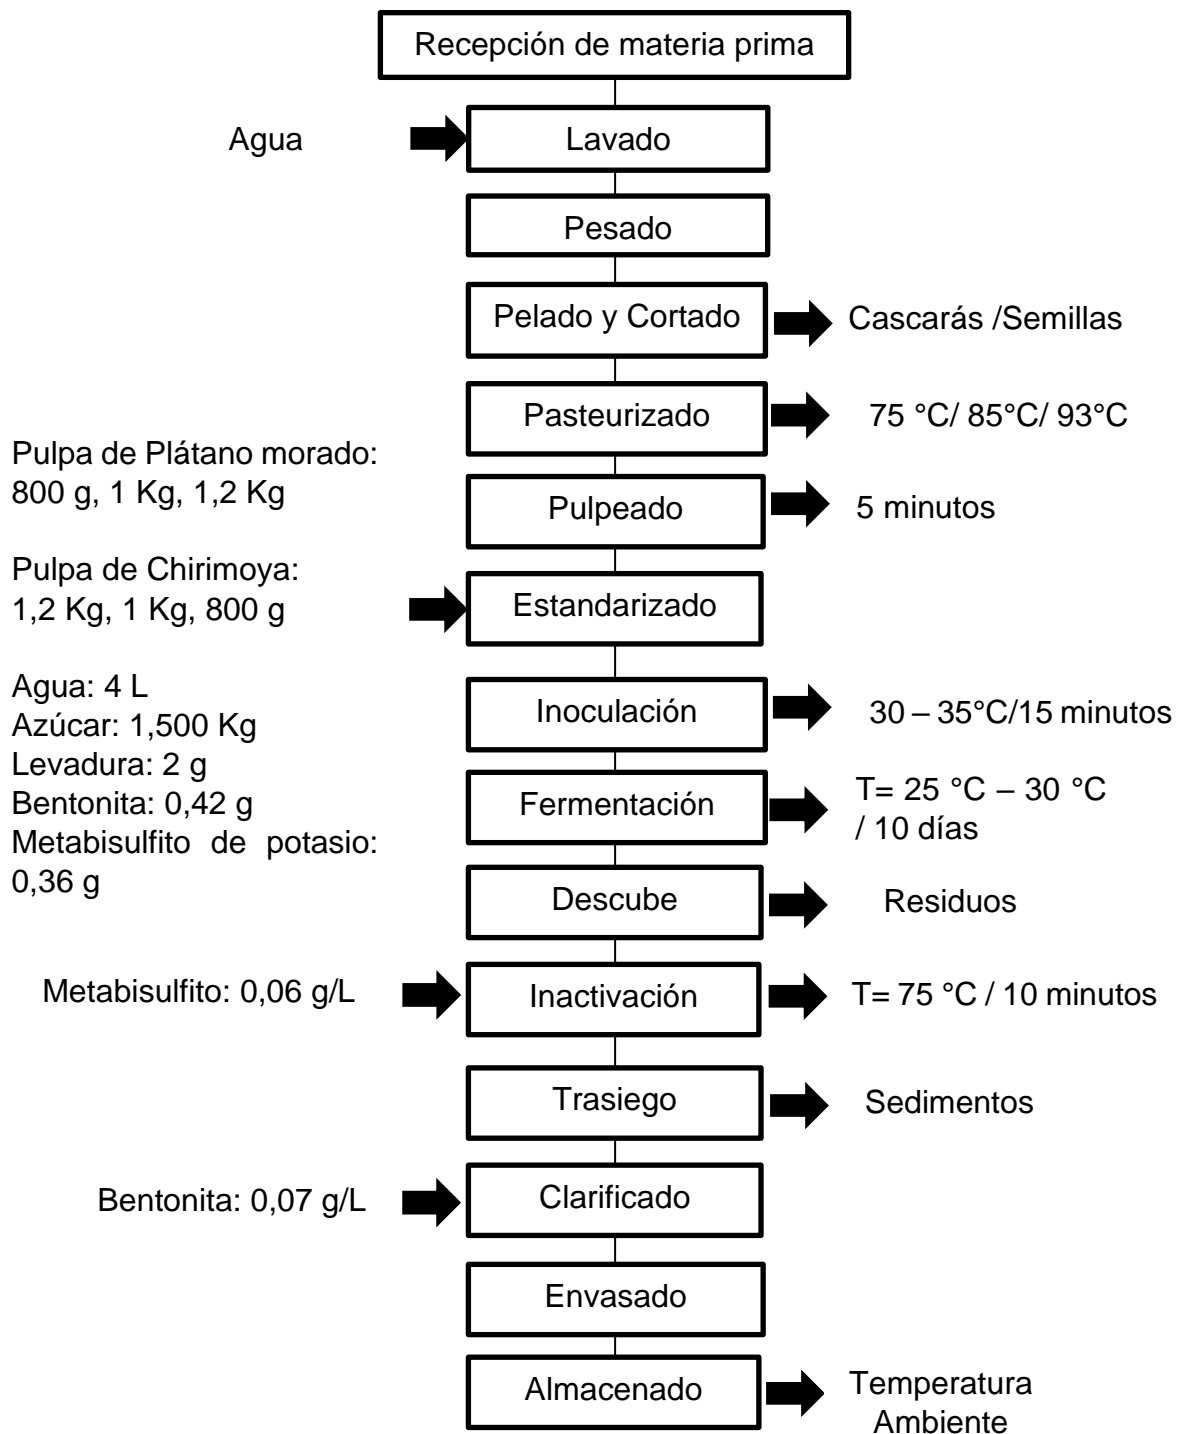 Recepción de materia prima
Agua
Lavado
Pesado
Pelado y Cortado
Cascarás /Semillas
Pasteurizado
75 °C/ 85°C/ 93°C
Pulpa de Plátano morado:
800 g, 1 Kg, 1,2 Kg
Pulpeado
5 minutos
Pulpa de Chirimoya:
1,2 Kg, 1 Kg, 800 g
Estandarizado
Agua: 4 L
Azúcar: 1,500 Kg
Levadura: 2 g
Bentonita: 0,42 g
Metabisulfito de potasio:
0,36 g
Inoculación
30 – 35°C/15 minutos
Fermentación
T= 25 °C – 30 °C
/ 10 días
Descube
Residuos
Metabisulfito: 0,06 g/L
Inactivación
T= 75 °C / 10 minutos
Trasiego
Sedimentos
Bentonita: 0,07 g/L
Clarificado
Envasado
Almacenado
Temperatura
Ambiente